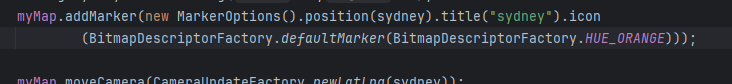 myMap.addMarker(new MarkerOptions().position(sydney).title("sydney").icon
(BitmapDescriptorFactory.defaultMarker(BitmapDescriptorFactory.HUE_ORANGE)));
myMap.moveCamera(CameraUpdateFactory.newLatLng(sydney));